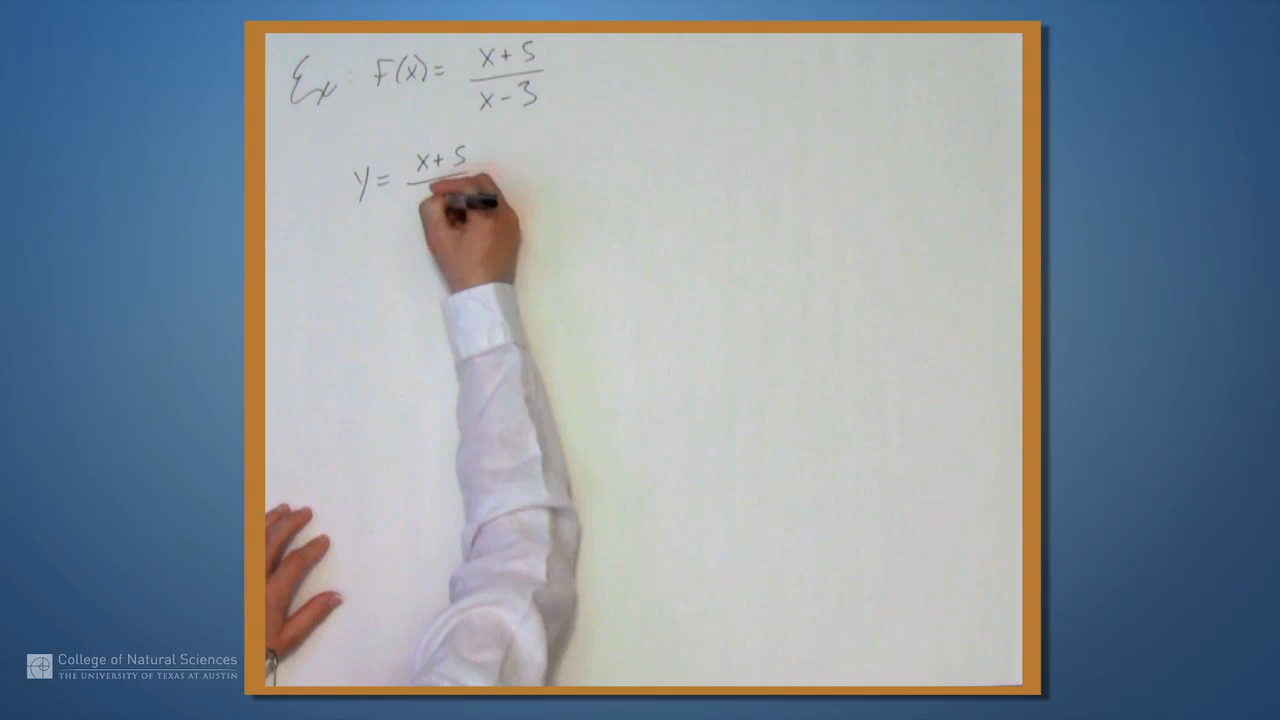 Ex: F(x) = x + 5 / x - 3
y = x + 5
College of Natural Sciences
THE UNIVERSITY OF TEXAS AT AUSTIN